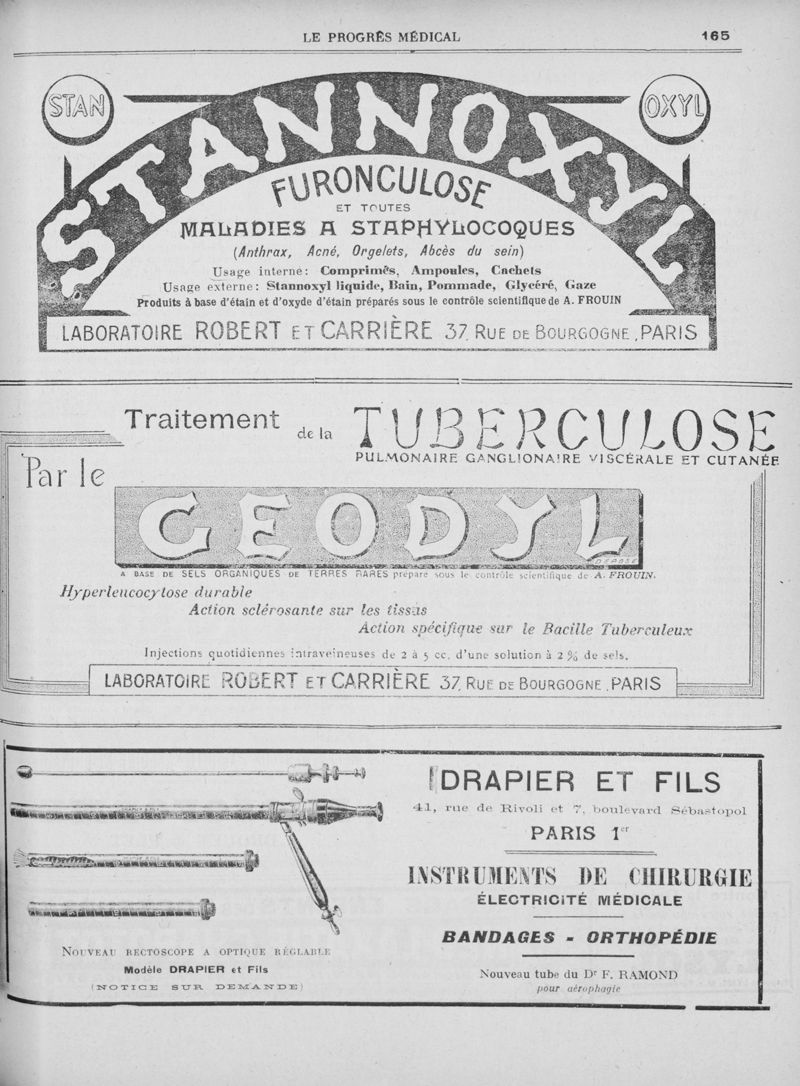 LE PROGRÈS MÉDICAL 165
STAN
OXYL
STANNOXYL
FURONCULOSE
ET TOUTES
MALADIES A STAPHYLOCOQUES
(Anthrax, Acné, Orgelets, Abcès du sein)
Usage interne: Comprimés, Ampoules, Cachets
Usage externe: Stannoxyl liquide, Bain, Pommade, Glycéré, Gaze
Produits à base d'étain et d'oxyde d'étain préparés sous le contrôle scientifique de A. FROUIN
LABORATOIRE ROBERT ET CARRIÈRE 37, RUE DE BOURGOGNE, PARIS
Traitement de la TUBERCULOSE
PULMONAIRE GANGLIONAIRE VISCÉRALE ET CUTANÉE
Par le
GEODYL
DÉPOSÉ
A BASE DE SELS ORGANIQUES DE TERRES RARES préparé sous le contrôle scientifique de A. FROUIN.
Hyperleucocytose durable
Action sclérosante sur les tissus
Action spécifique sur le Bacille Tuberculeux
Injections quotidiennes intraveineuses de 2 à 5 cc. d'une solution à 2 % de sels.
LABORATOIRE ROBERT ET CARRIÈRE 37, RUE DE BOURGOGNE, PARIS
DRAPIER ET FILS
41, rue de Rivoli et 7, boulevard Sébastopol
PARIS 1er
INSTRUMENTS DE CHIRURGIE
ÉLECTRICITÉ MÉDICALE
BANDAGES - ORTHOPÉDIE
Nouveau tube du Dr F. RAMOND
pour aérophagie
NOUVEAU RECTOSCOPE A OPTIQUE RÉGLABLE
Modèle DRAPIER et Fils
(NOTICE SUR DEMANDE)